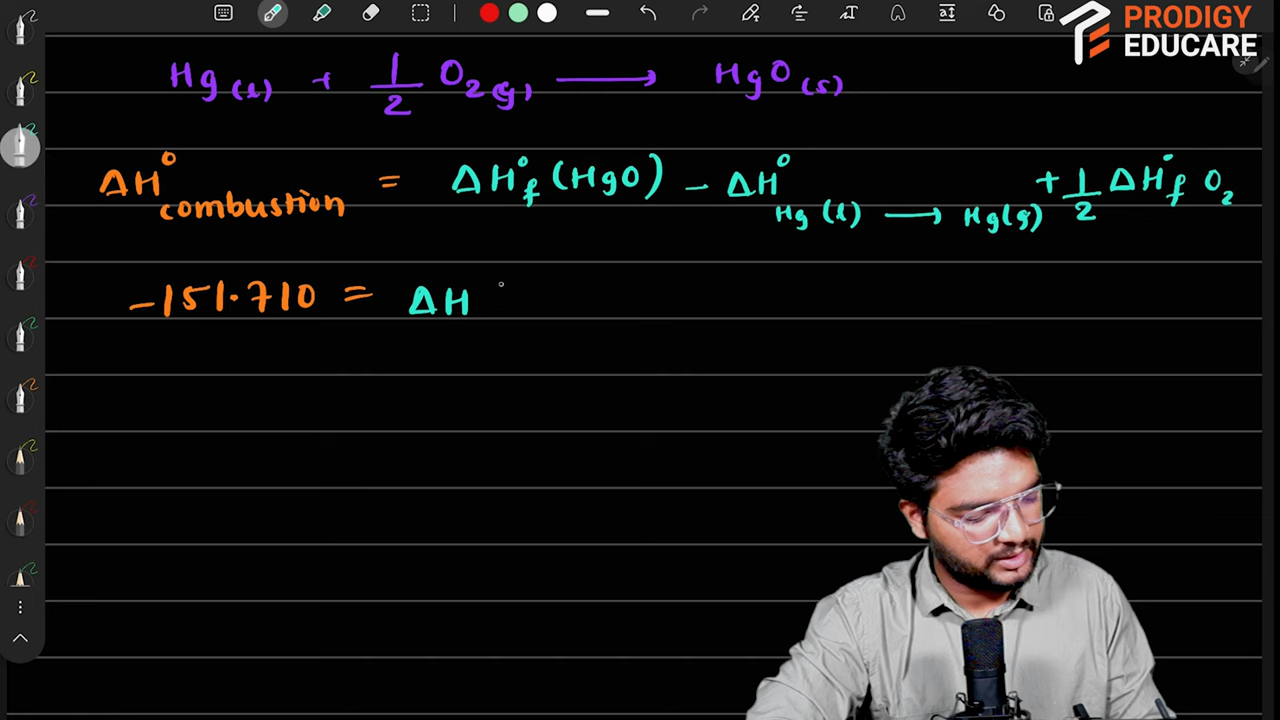 PRODIGY
EDUCARE
Hg(l) + 1/2 O₂(g) ⟶ HgO(s)
ΔH° combustion = ΔH°f (HgO) - ΔH° Hg(l) ⟶ Hg(g) + 1/2 ΔH°f O₂
-151.710 = ΔH